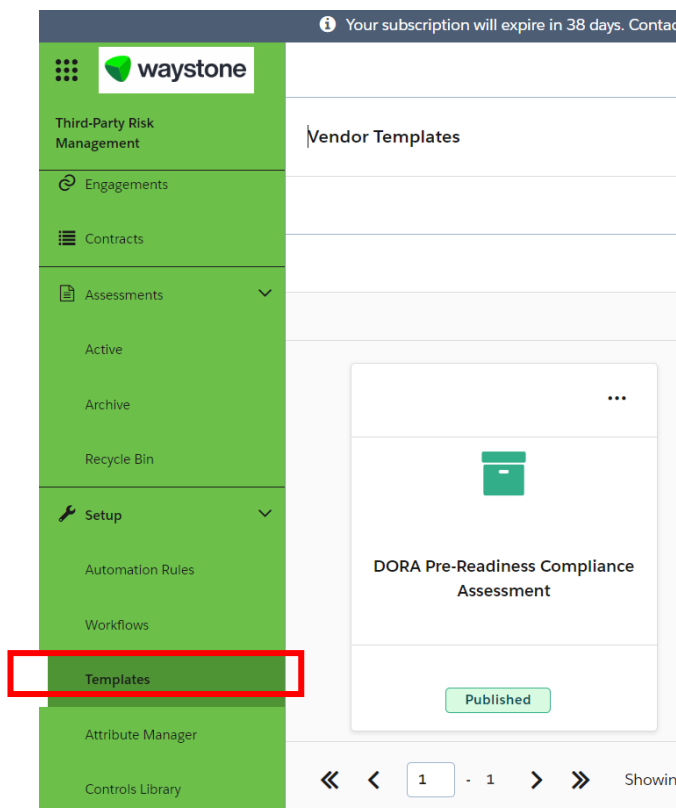 Your subscription will expire in 38 days. Contac
waystone
Third-Party Risk
Management
Engagements
Contracts
Assessments
Active
Archive
Recycle Bin
Setup
Automation Rules
Workflows
Templates
Attribute Manager
Controls Library
Vendor Templates
DORA Pre-Readiness Compliance
Assessment
Published
1 - 1 Showin